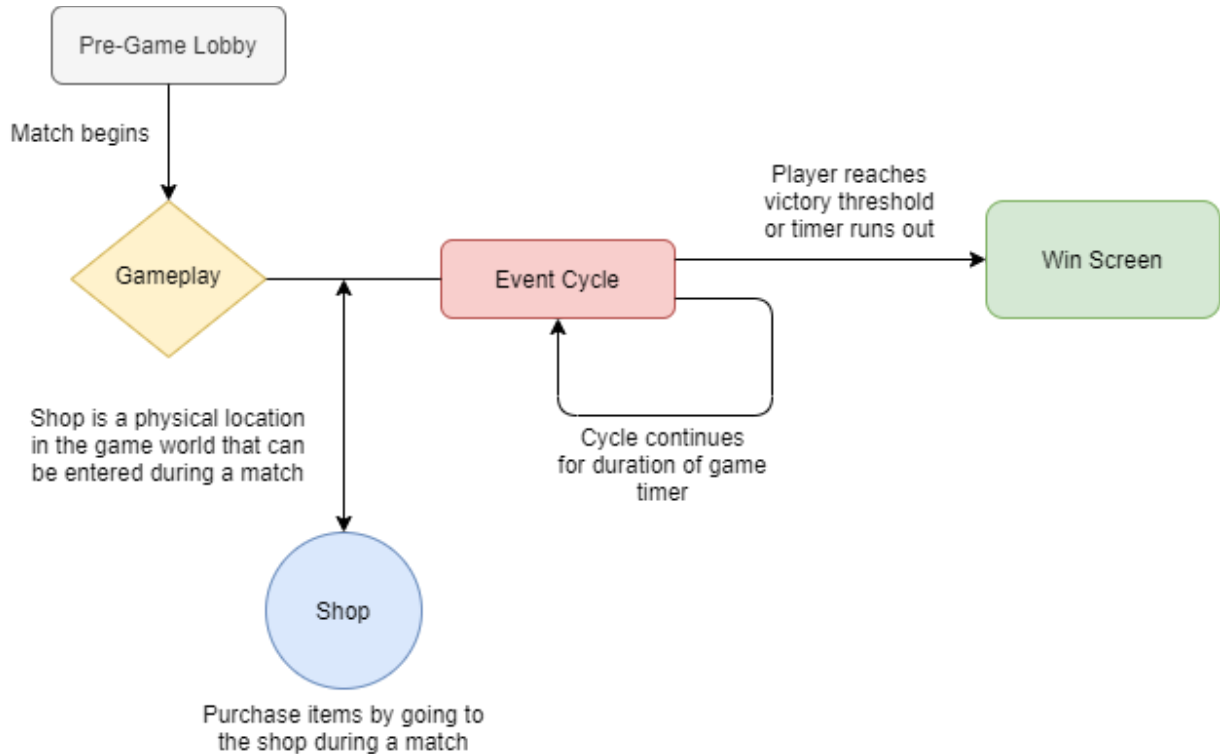 Pre-Game Lobby
Match begins
Gameplay
Event Cycle
Player reaches
victory threshold
or timer runs out
Win Screen
Cycle continues
for duration of game
timer
Shop is a physical location
in the game world that can
be entered during a match
Shop
Purchase items by going to
the shop during a match